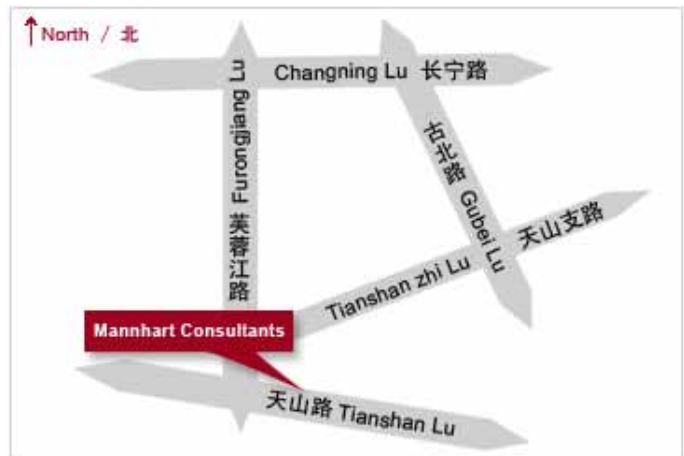 North / 北
Changning Lu 长宁路
芙蓉江路 Furongjiang Lu
古北路 Gubei Lu
Tianshan zhi Lu 天山支路
Mannhart Consultants
天山路 Tianshan Lu